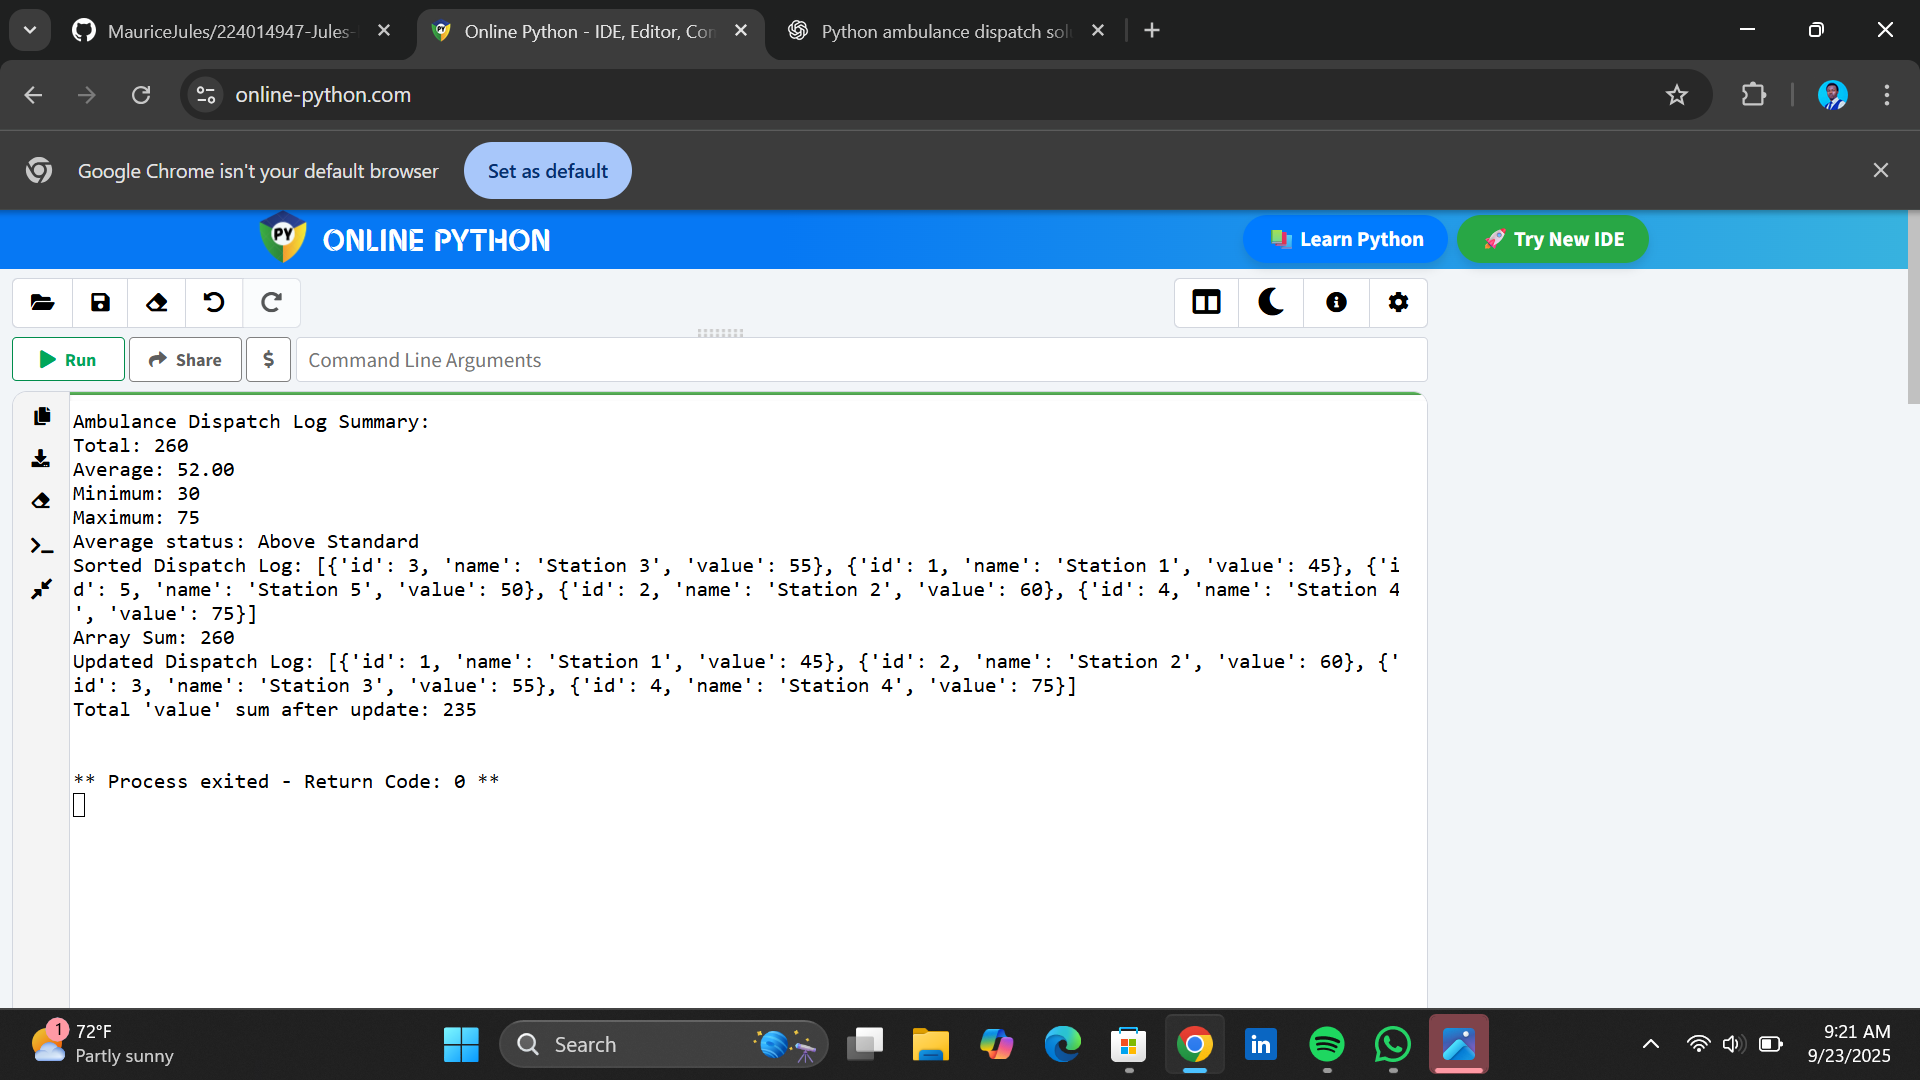 MauriceJules/224014947-Jules-
Online Python - IDE, Editor, Con
Python ambulance dispatch sol
online-python.com
Google Chrome isn't your default browser
Set as default
PY
ONLINE PYTHON
Learn Python
Try New IDE
Run
Share
$
Command Line Arguments
Ambulance Dispatch Log Summary:
Total: 260
Average: 52.00
Minimum: 30
Maximum: 75
Average status: Above Standard
Sorted Dispatch Log: [{'id': 3, 'name': 'Station 3', 'value': 55}, {'id': 1, 'name': 'Station 1', 'value': 45}, {'i
d': 5, 'name': 'Station 5', 'value': 50}, {'id': 2, 'name': 'Station 2', 'value': 60}, {'id': 4, 'name': 'Station 4
', 'value': 75}]
Array Sum: 260
Updated Dispatch Log: [{'id': 1, 'name': 'Station 1', 'value': 45}, {'id': 2, 'name': 'Station 2', 'value': 60}, {'
id': 3, 'name': 'Station 3', 'value': 55}, {'id': 4, 'name': 'Station 4', 'value': 75}]
Total 'value' sum after update: 235
** Process exited - Return Code: 0 **
1
72°F
Partly sunny
Search
in
9:21 AM
9/23/2025